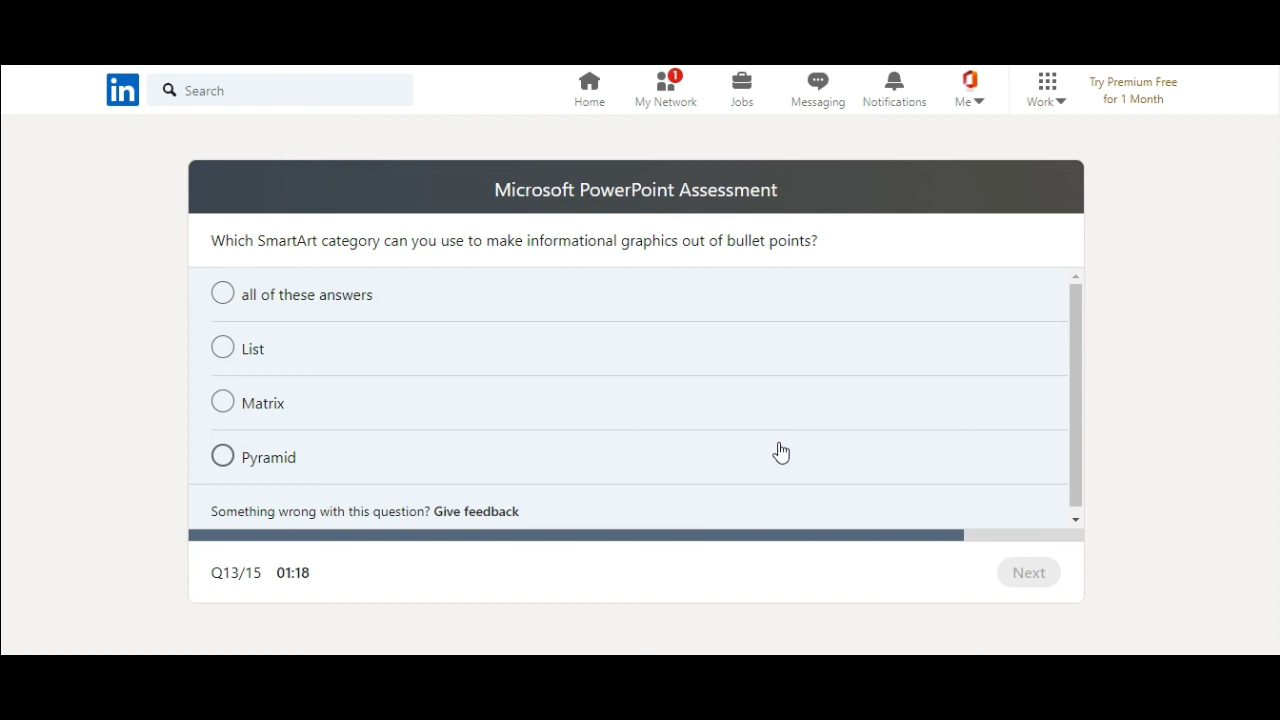 in
Search
1
Home
My Network
Jobs
Messaging
Notifications
Me
Work
Try Premium Free
for 1 Month
Microsoft PowerPoint Assessment
Which SmartArt category can you use to make informational graphics out of bullet points?
all of these answers
List
Matrix
Pyramid
Something wrong with this question? Give feedback
Q13/15 01:18
Next